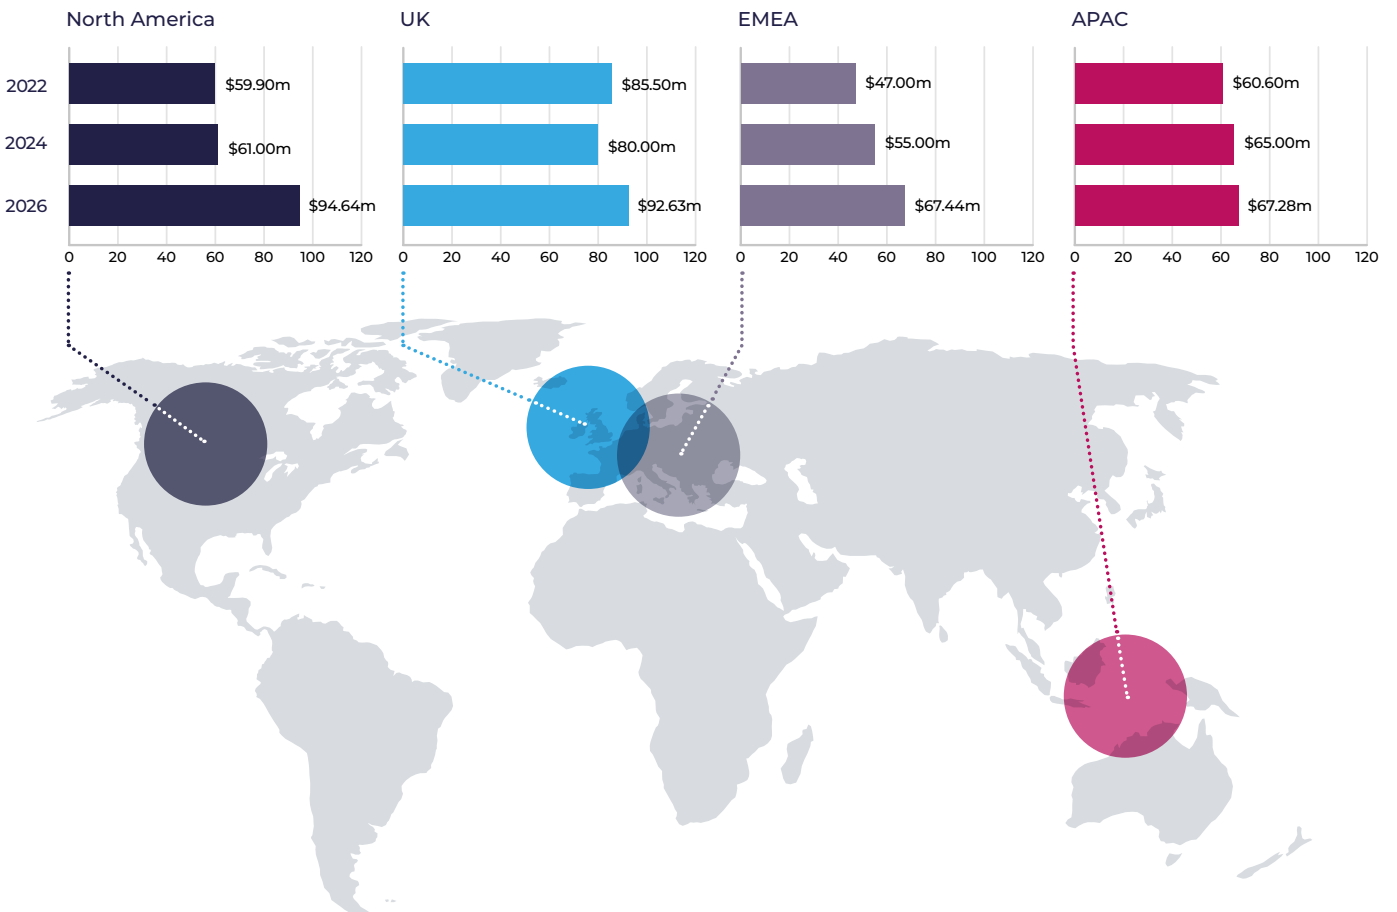 North America
UK
EMEA
APAC
2022
$59.90m
$85.50m
$47.00m
$60.60m
2024
$61.00m
$80.00m
$55.00m
$65.00m
2026
$94.64m
$92.63m
$67.44m
$67.28m
0 20 40 60 80 100 120
0 20 40 60 80 100 120
0 20 40 60 80 100 120
0 20 40 60 80 100 120